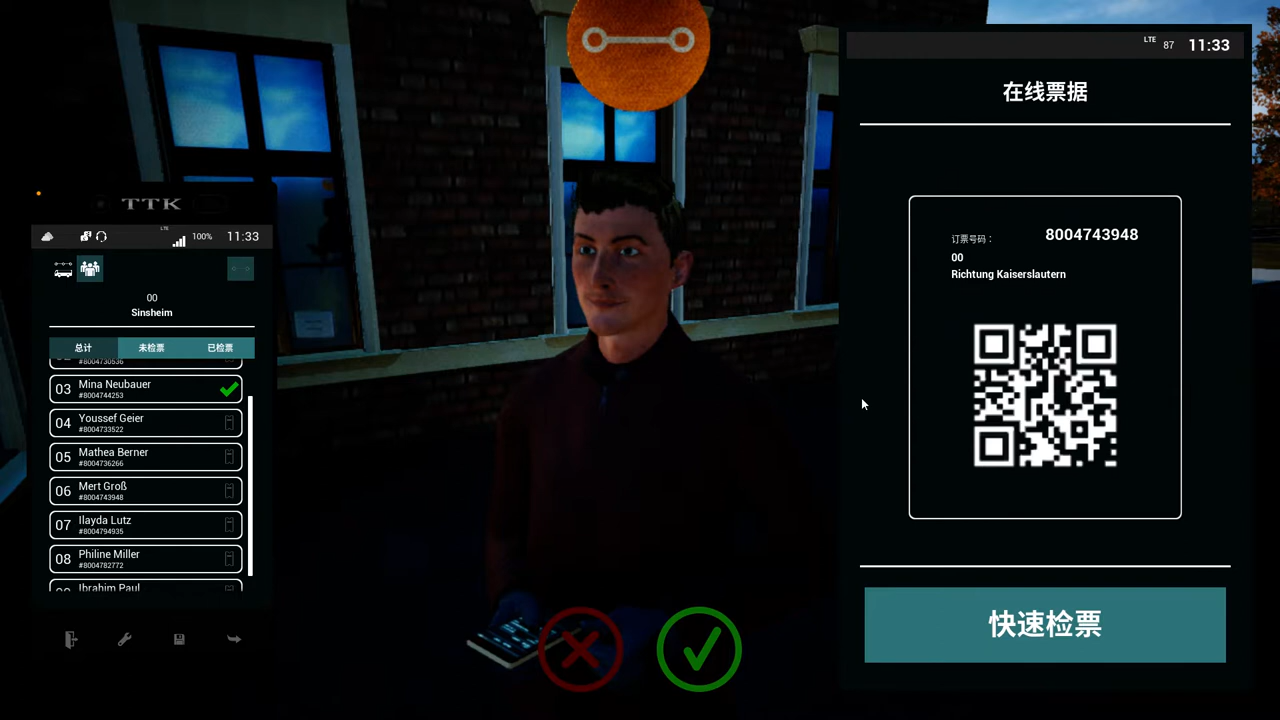 TTK
LTE
100%
11:33
00
Sinsheim
总计
未检票
已检票
#8004730536
03
Mina Neubauer
#8004744253
04
Youssef Geier
#8004733522
05
Mathea Berner
#8004736266
06
Mert Groß
#8004743948
07
Ilayda Lutz
#8004794935
08
Philine Miller
#8004782772
Ibrahim Paul
LTE
87
11:33
在线票据
订票号码：
8004743948
00
Richtung Kaiserslautern
快速检票